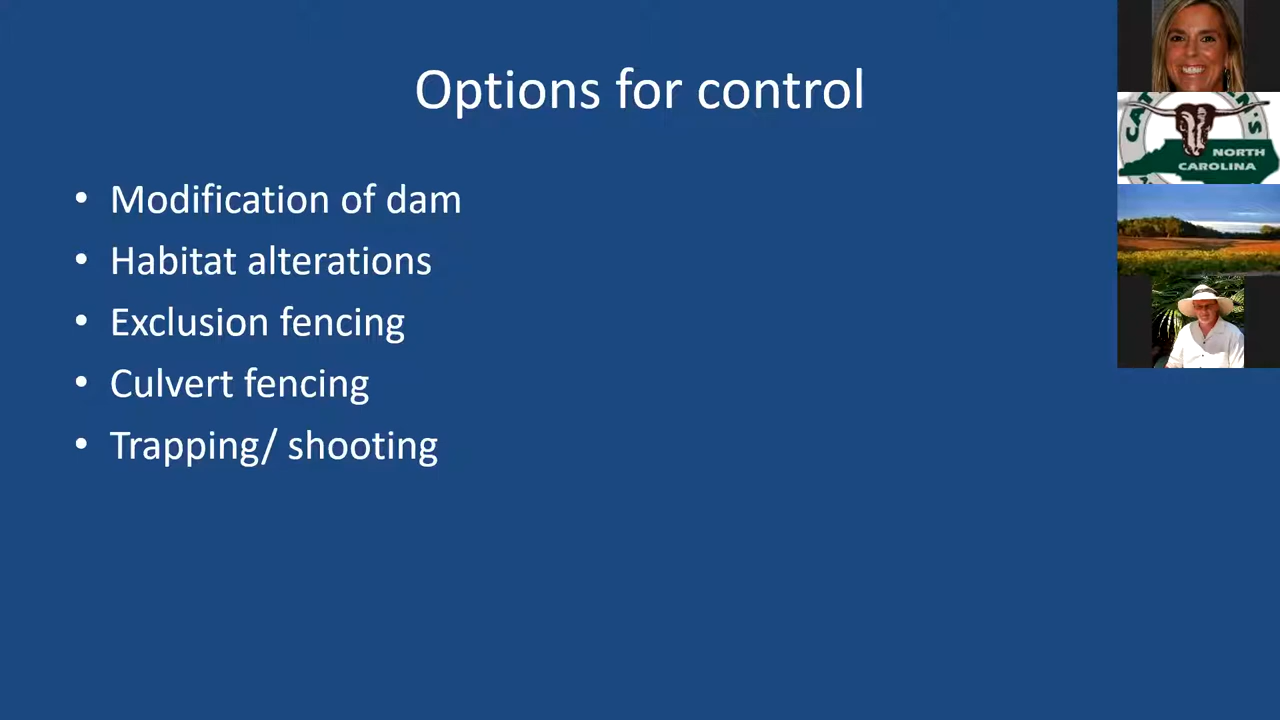 Options for control
• Modification of dam
• Habitat alterations
• Exclusion fencing
• Culvert fencing
• Trapping/ shooting
NORTH
CAROLINA